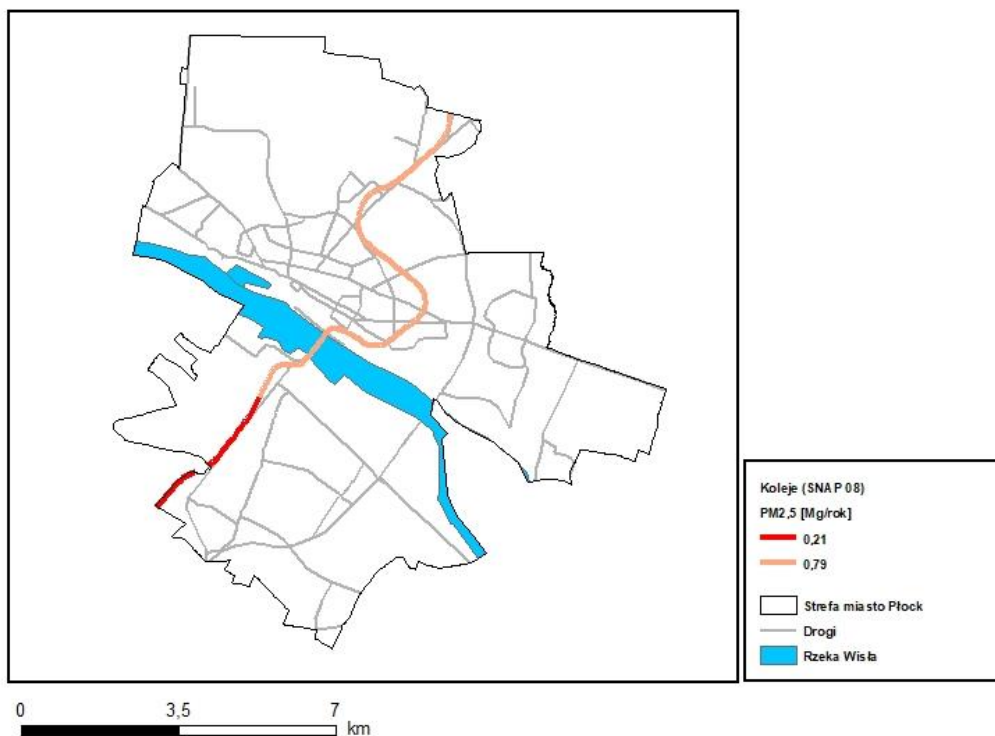 Koleje (SNAP 08)
PM2,5 [Mg/rok]
0,21
0,79
Strefa miasto Płock
Drogi
Rzeka Wisła
0 3,5 7
km